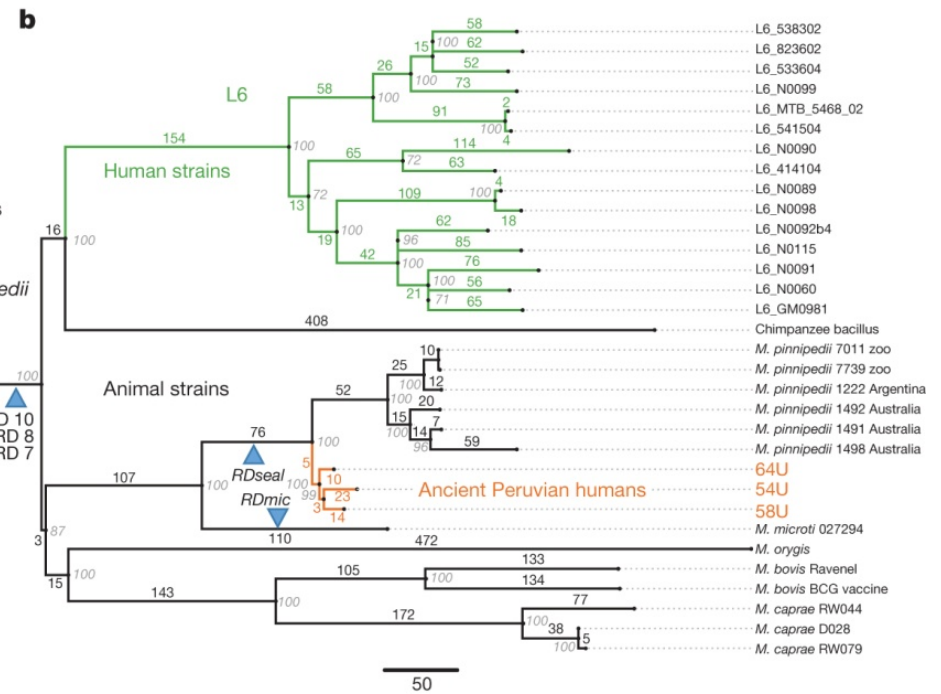 b
L6
Human strains
Animal strains
Ancient Peruvian humans
RDseal
RDmic
edii
D 10
RD 8
RD 7
16
100
154
100
58
100
26
100
15
100
58
62
52
73
91
100
2
4
13
72
65
72
114
63
19
100
109
100
4
18
42
100
96
62
85
21
100
71
76
56
65
408
100
3
87
107
100
76
100
52
100
25
100
10
12
15
100
20
14
96
7
59
5
100
10
99
3
23
14
110
15
100
472
143
100
105
100
133
134
172
100
77
38
100
5
L6_538302
L6_823602
L6_533604
L6_N0099
L6_MTB_5468_02
L6_541504
L6_N0090
L6_414104
L6_N0089
L6_N0098
L6_N0092b4
L6_N0115
L6_N0091
L6_N0060
L6_GM0981
Chimpanzee bacillus
M. pinnipedii 7011 zoo
M. pinnipedii 7739 zoo
M. pinnipedii 1222 Argentina
M. pinnipedii 1492 Australia
M. pinnipedii 1491 Australia
M. pinnipedii 1498 Australia
64U
54U
58U
M. microti 027294
M. orygis
M. bovis Ravenel
M. bovis BCG vaccine
M. caprae RW044
M. caprae D028
M. caprae RW079
50